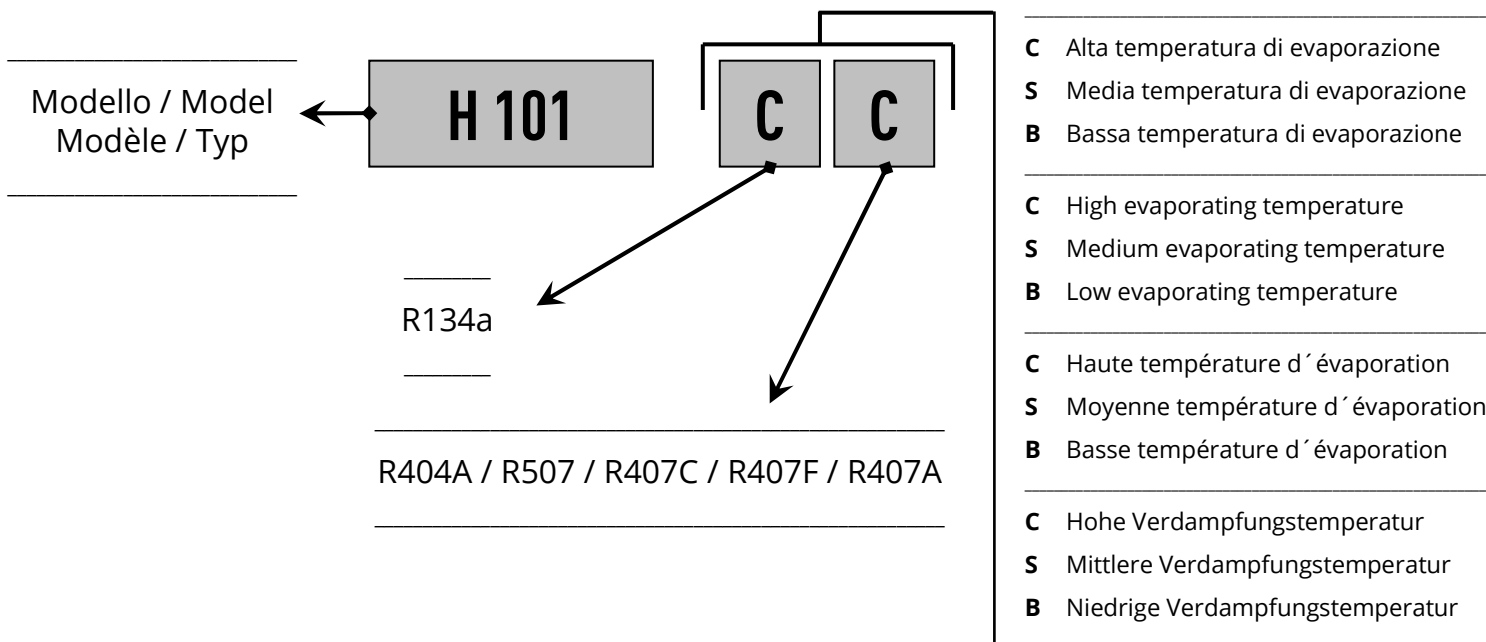 Modello / Model
Modèle / Typ
H 101
C C
R134a
R404A / R507 / R407C / R407F / R407A
C Alta temperatura di evaporazione
S Media temperatura di evaporazione
B Bassa temperatura di evaporazione
C High evaporating temperature
S Medium evaporating temperature
B Low evaporating temperature
C Haute température d´évaporation
S Moyenne température d´évaporation
B Basse température d´évaporation
C Hohe Verdampfungstemperatur
S Mittlere Verdampfungstemperatur
B Niedrige Verdampfungstemperatur